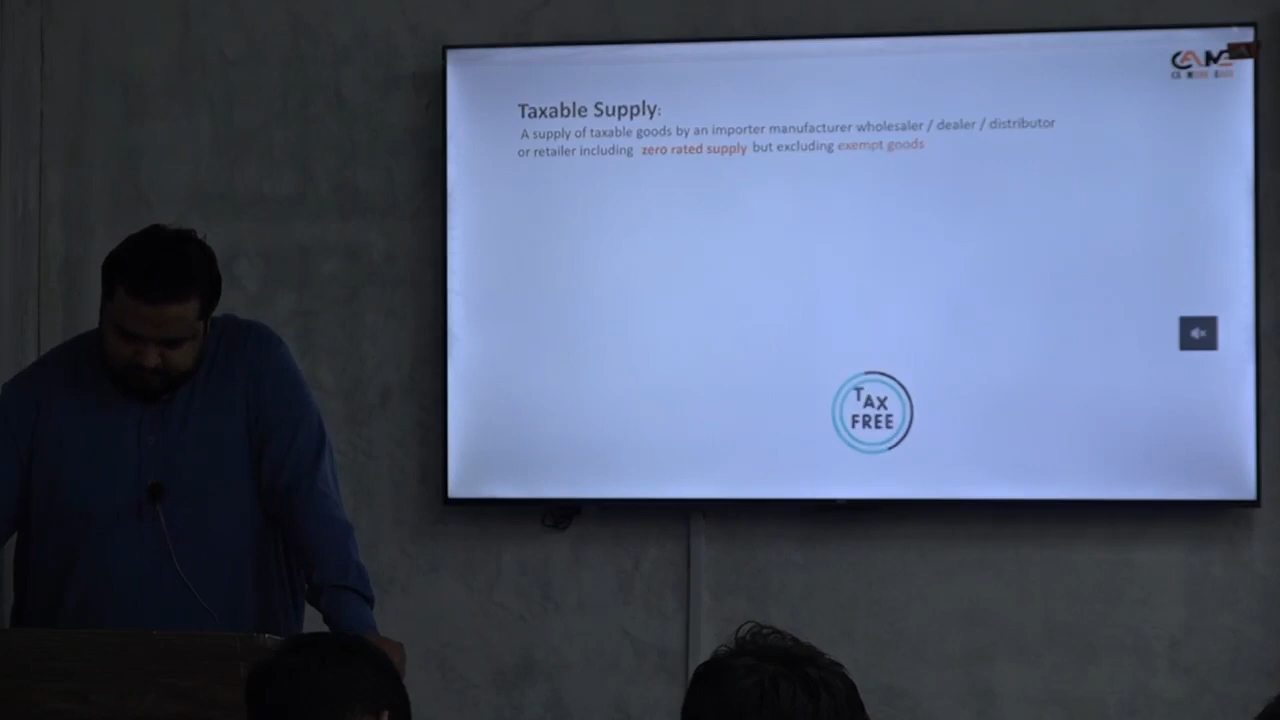 CAMS
Taxable Supply:
A supply of taxable goods by an importer manufacturer wholesaler / dealer / distributor
or retailer including zero rated supply but excluding exempt goods
TAX
FREE